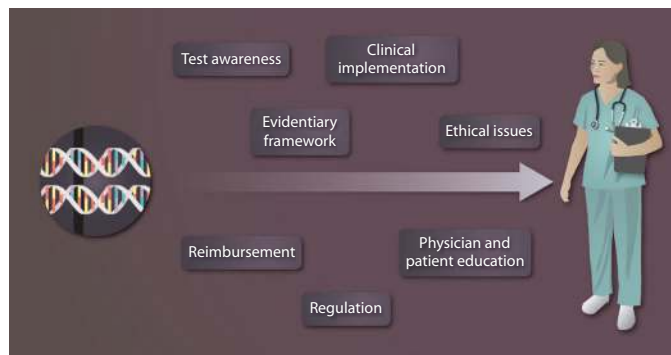 Test awareness
Clinical
implementation
Evidentiary
framework
Ethical issues
Reimbursement
Physician and
patient education
Regulation